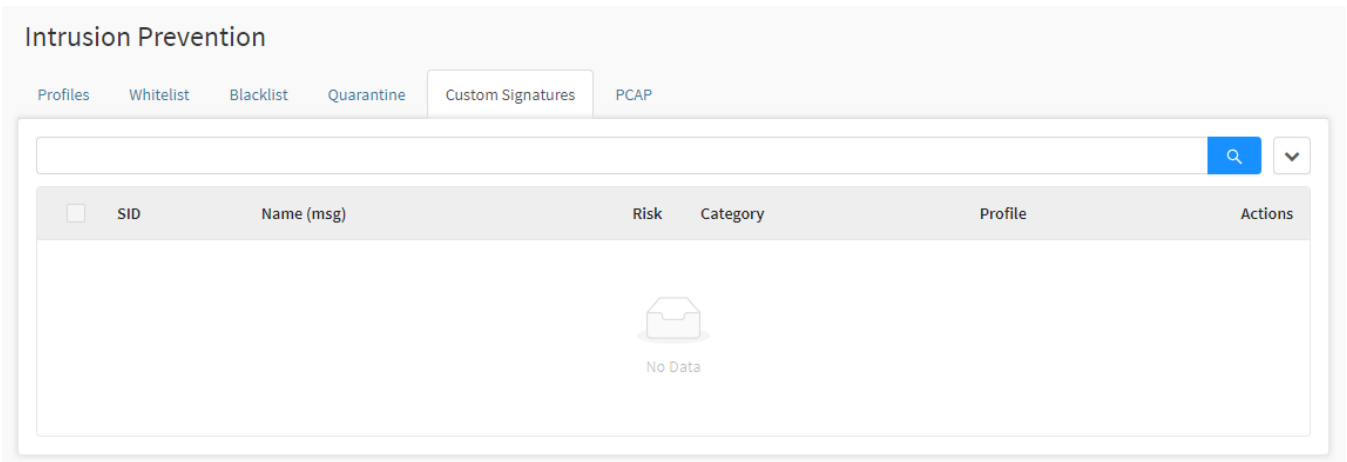 Intrusion Prevention
Profiles Whitelist Blacklist Quarantine Custom Signatures PCAP
SID Name (msg) Risk Category Profile Actions
No Data